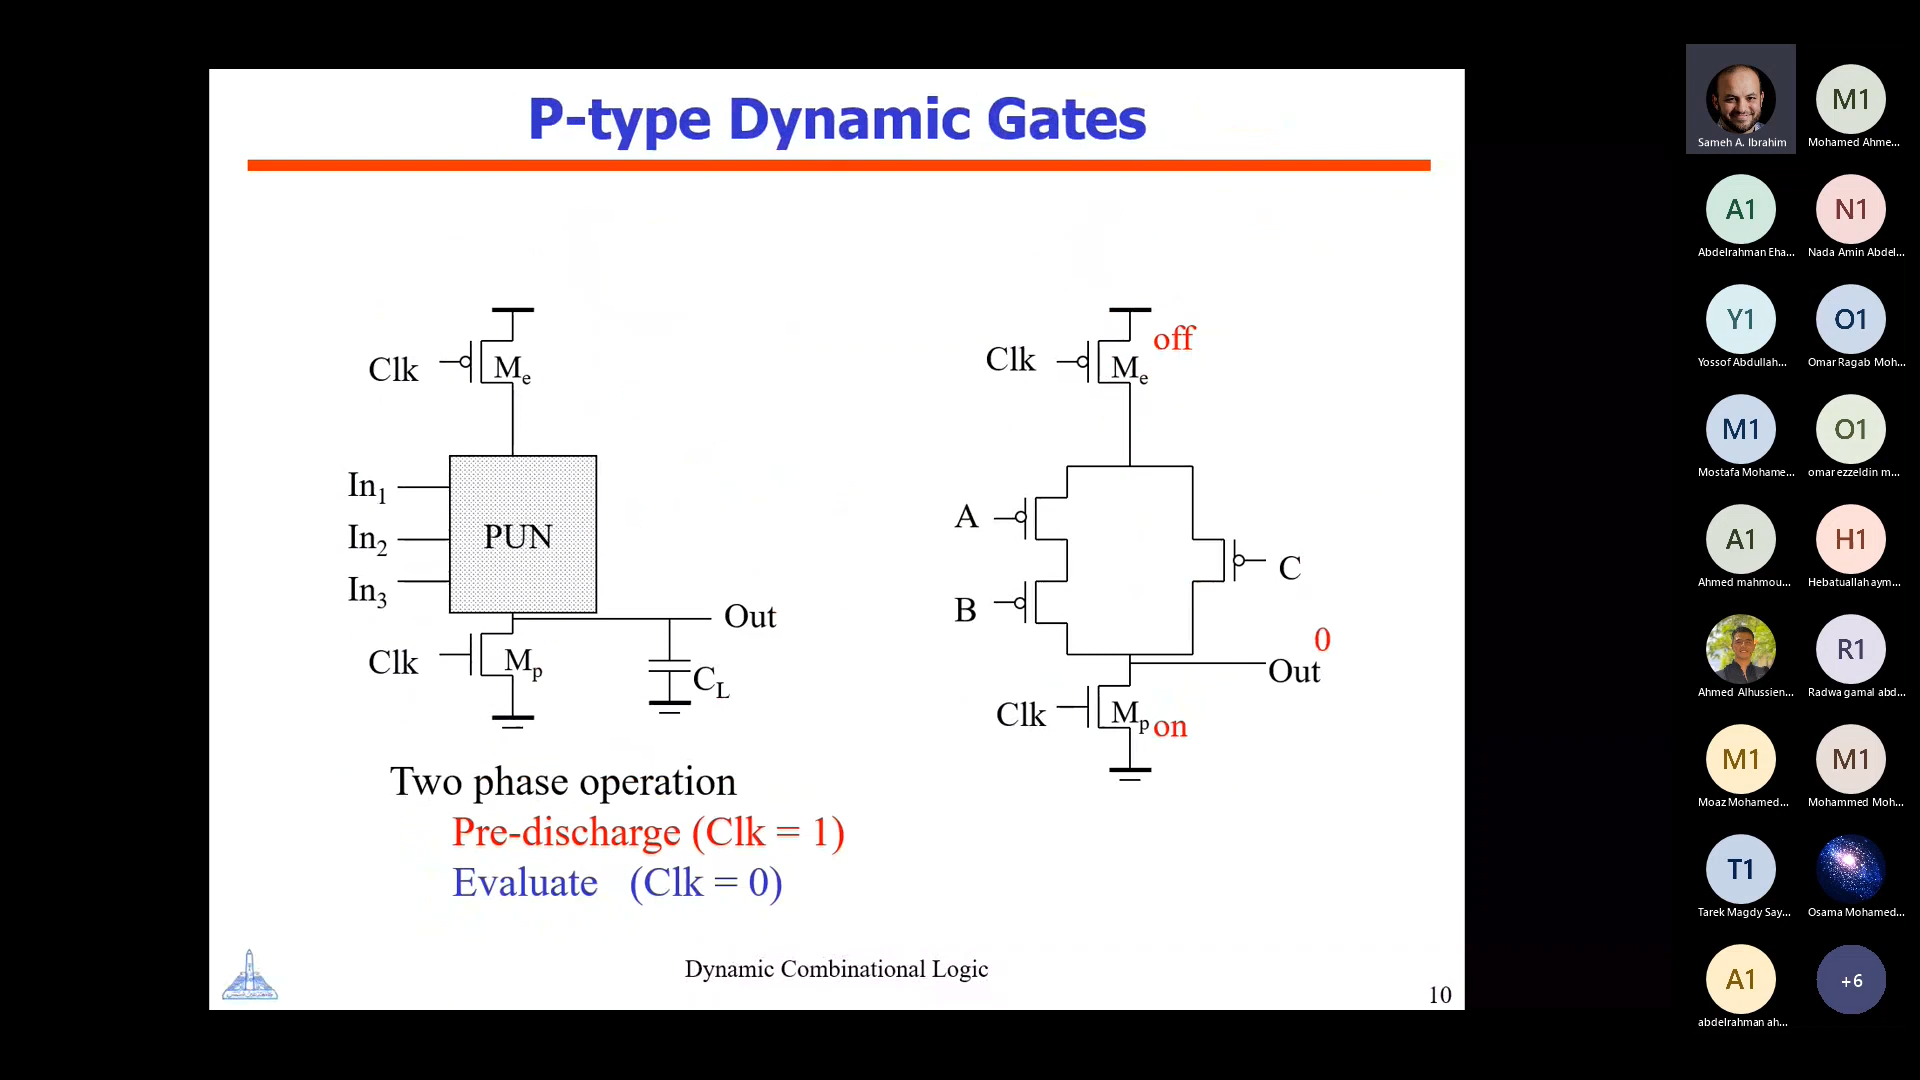 P-type Dynamic Gates
Clk
Me
In1
In2
In3
PUN
Out
Clk
Mp
CL
Clk
Me
off
A
B
C
0
Out
Clk
Mp
on
Two phase operation
Pre-discharge (Clk = 1)
Evaluate (Clk = 0)
Dynamic Combinational Logic
10
Sameh A. Ibrahim
M1
Mohamed Ahme...
A1
Abdelrahman Eha...
N1
Nada Amin Abdel...
Y1
Yossof Abdullah...
O1
Omar Ragab Moh...
M1
Mostafa Mohame...
O1
omar ezzeldin m...
A1
Ahmed mahmou...
H1
Hebatuallah aym...
Ahmed Alhussien...
R1
Radwa gamal abd...
M1
Moaz Mohamed...
M1
Mohammed Moh...
T1
Tarek Magdy Say...
Osama Mohamed...
A1
abdelrahman ah...
+6